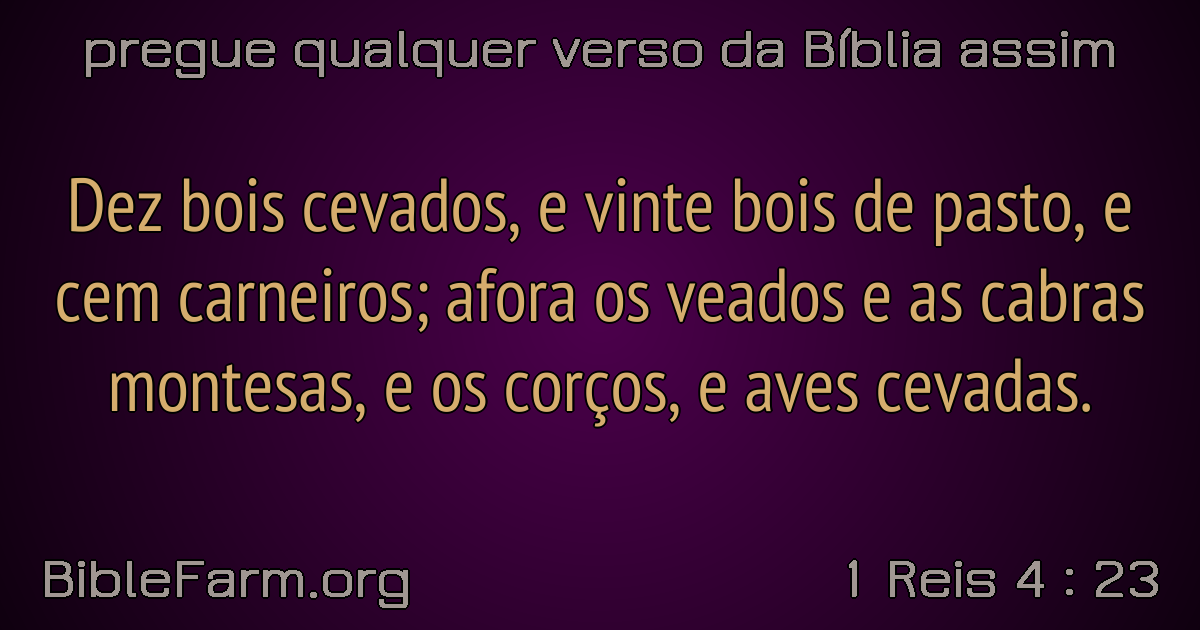 pregue qualquer verso da Bíblia assim
Dez bois cevados, e vinte bois de pasto, e
cem carneiros; afora os veados e as cabras
montesas, e os corços, e aves cevadas.
BibleFarm.org
1 Reis 4 : 23